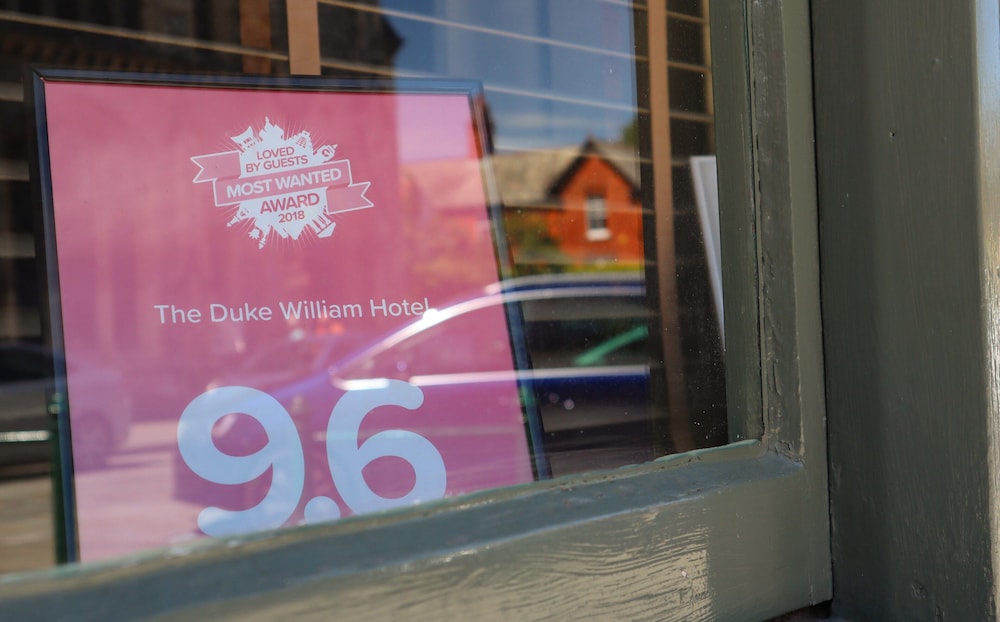 LOVED
BY GUESTS
MOST WANTED
AWARD
2018
The Duke William Hotel
9.6